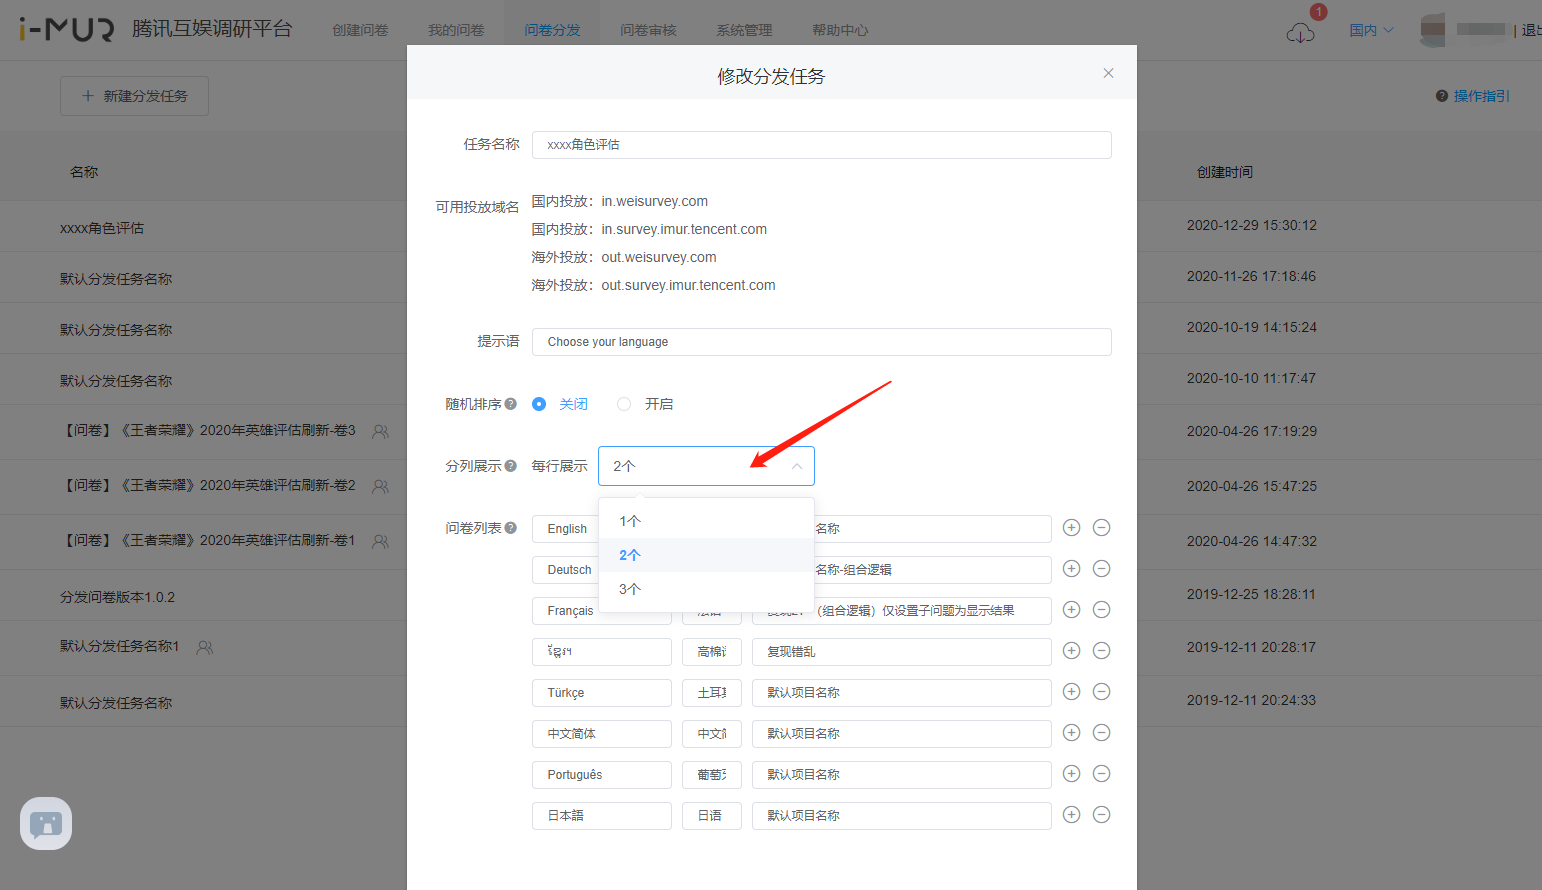 i-MUR 腾讯互娱调研平台 创建问卷 我的问卷 问卷分发 问卷审核 系统管理 帮助中心 1 国内 | 退出
修改分发任务
+ 新建分发任务
操作指引
任务名称 xxxx角色评估
名称
创建时间
可用投放域名 国内投放：in.weisurvey.com
国内投放：in.survey.imur.tencent.com
海外投放：out.weisurvey.com
海外投放：out.survey.imur.tencent.com
xxxx角色评估 2020-12-29 15:30:12
默认分发任务名称 2020-11-26 17:18:46
默认分发任务名称 2020-10-19 14:15:24
默认分发任务名称 2020-10-10 11:17:47
【问卷】《王者荣耀》2020年英雄评估刷新-卷3 2020-04-26 17:19:29
【问卷】《王者荣耀》2020年英雄评估刷新-卷2 2020-04-26 15:47:25
【问卷】《王者荣耀》2020年英雄评估刷新-卷1 2020-04-26 14:47:32
分发问卷版本1.0.2 2019-12-25 18:28:11
默认分发任务名称1 2019-12-11 20:28:17
默认分发任务名称 2019-12-11 20:24:33
提示语 Choose your language
随机排序 关闭 开启
分列展示 每行展示 2个
1个
2个
3个
问卷列表 English 名称
Deutsch 名称-组合逻辑
Français （组合逻辑）仅设置子问题为显示结果
ខ្មែរ។ 高棉 复现错乱
Türkçe 土耳 默认项目名称
中文简体 中文 默认项目名称
Português 葡萄 默认项目名称
日本語 日语 默认项目名称